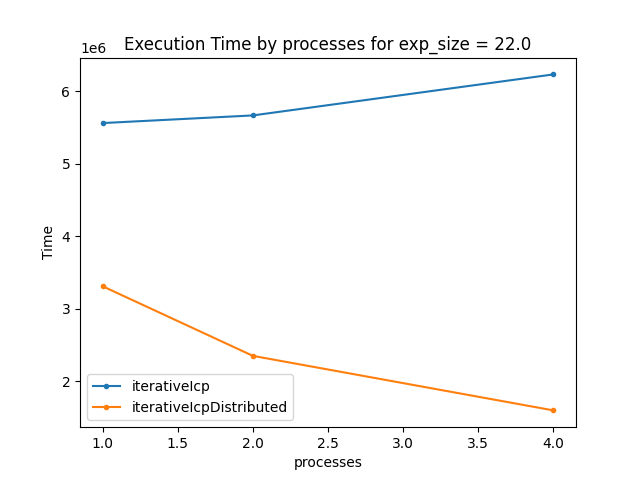 Execution Time by processes for exp_size = 22.0
1e6
6
5
4
3
2
Time
iterativeIcp
iterativeIcpDistributed
1.0 1.5 2.0 2.5 3.0 3.5 4.0
processes